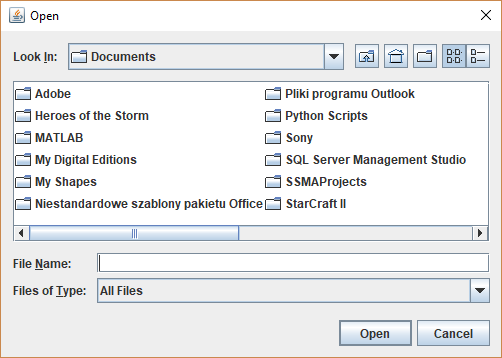 Open
Look In: Documents
Adobe
Heroes of the Storm
MATLAB
My Digital Editions
My Shapes
Niestandardowe szablony pakietu Office
Pliki programu Outlook
Python Scripts
Sony
SQL Server Management Studio
SSMAProjects
StarCraft II
File Name:
Files of Type: All Files
Open Cancel